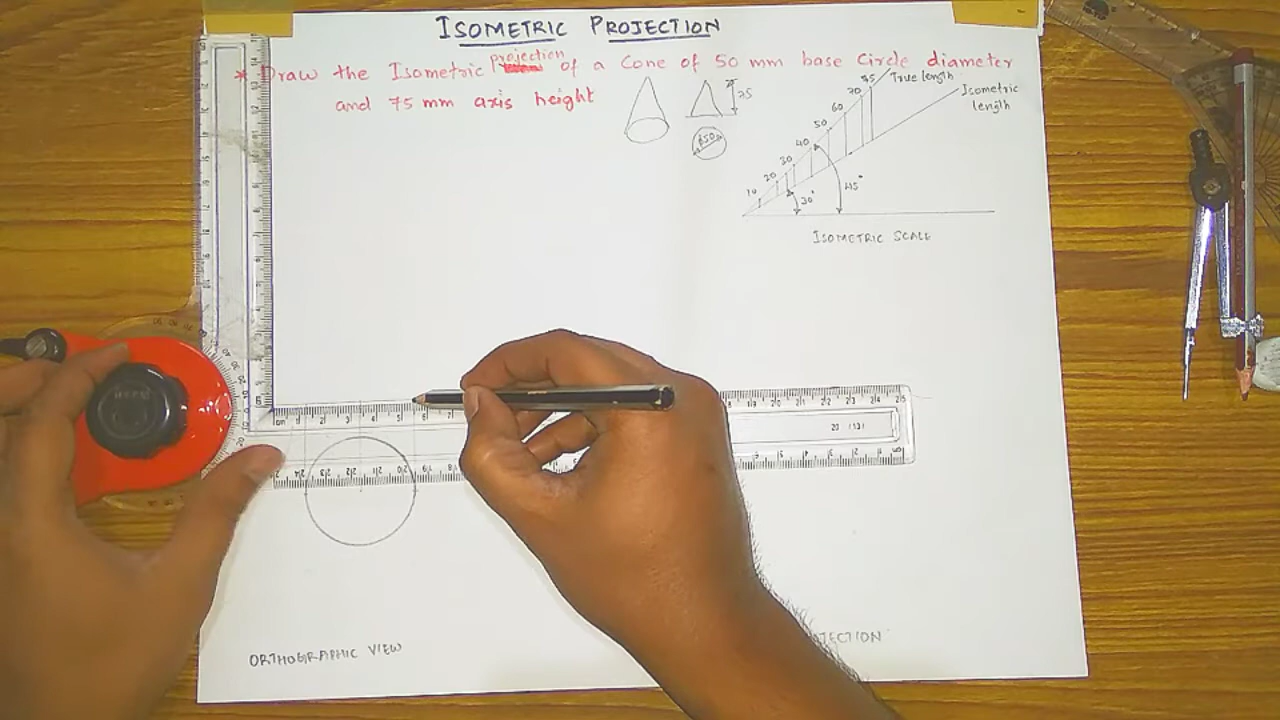 ISOMETRIC PROJECTION
* Draw the Isometric projection of a Cone of 50 mm base Circle diameter
and 75 mm axis height
75
ø50
10 20 30 40 50 60 70 75
True length
Isometric
length
30°
45°
ISOMETRIC SCALE
ORTHOGRAPHIC VIEW
JECTION